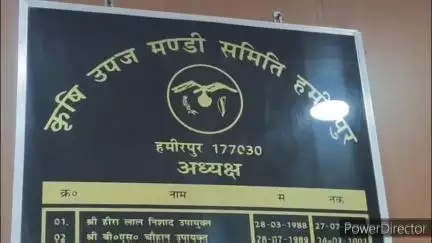 कृषि उपज मण्डी समिति हमीरपुर
हमीरपुर 177030
अध्यक्ष
क्र० नाम से तक
01. श्री हीरा लाल निशाद उपायुक्त 28-03-1988 27-07
02 श्री बी०एस० चौहान उपायुक्त 28-07-1989
PowerDirector